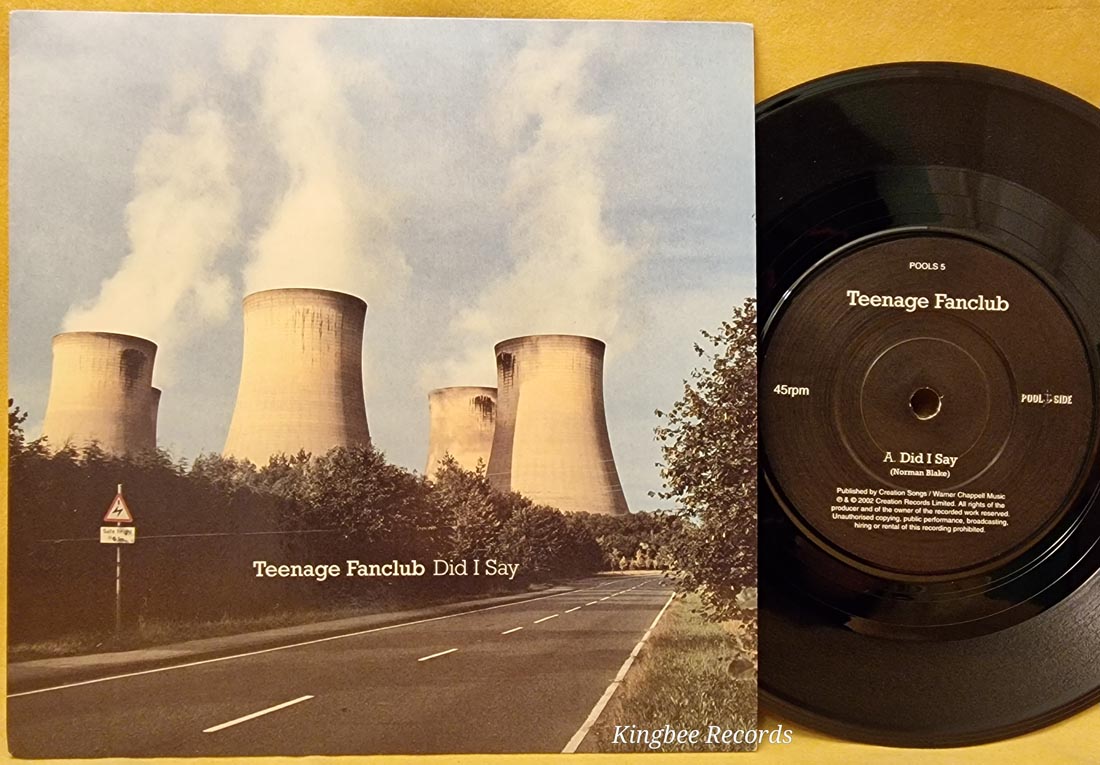 Teenage Fanclub Did I Say
POOLS 5
Teenage Fanclub
45rpm
POOL SIDE
A. Did I Say
(Norman Blake)
Published by Creation Songs / Warner Chappell Music
℗ & © 2002 Creation Records Limited. All rights of the
producer and of the owner of the recorded work reserved.
Unauthorised copying, public performance, broadcasting,
hiring or rental of this recording prohibited.
Kingbee Records